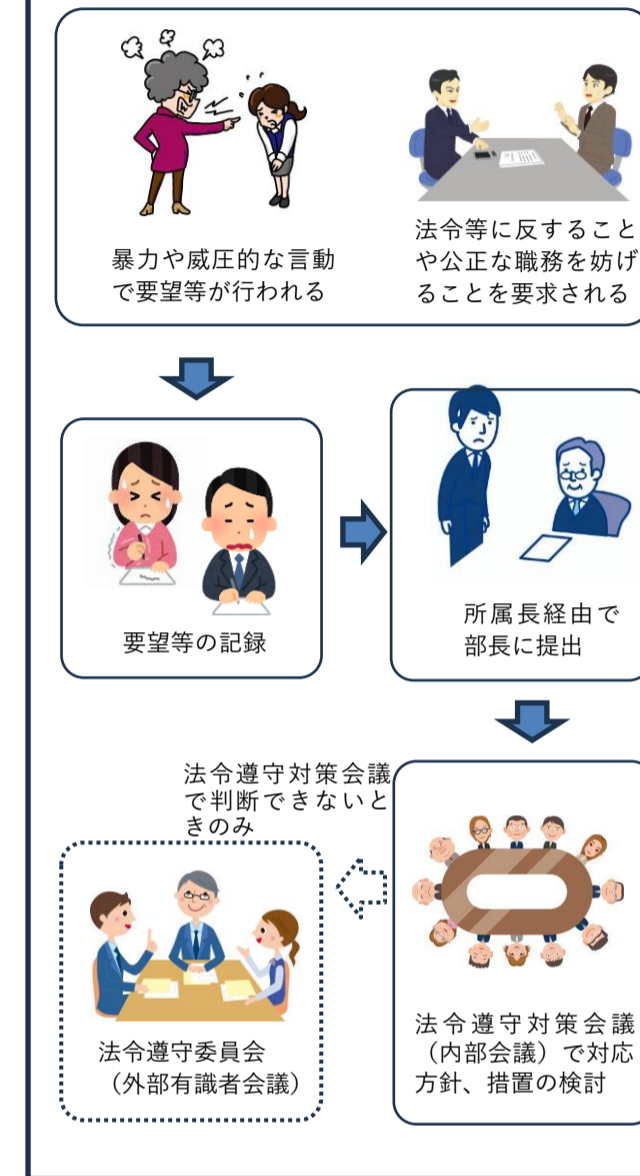 暴力や威圧的な言動
で要望等が行われる
法令等に反すること
や公正な職務を妨げ
ることを要求される
要望等の記録
所属長経由で
部長に提出
法令遵守対策会議
で判断できないと
きのみ
法令遵守委員会
（外部有識者会議）
法令遵守対策会議
（内部会議）で対応
方針、措置の検討